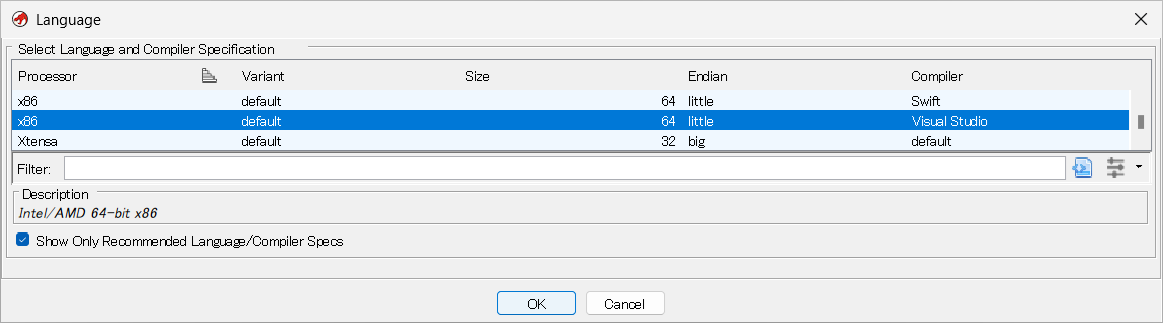 Language
Select Language and Compiler Specification
Processor Variant Size Endian Compiler
x86 default 64 little Swift
x86 default 64 little Visual Studio
Xtensa default 32 big default
Filter:
Description
Intel/AMD 64-bit x86
Show Only Recommended Language/Compiler Specs
OK Cancel